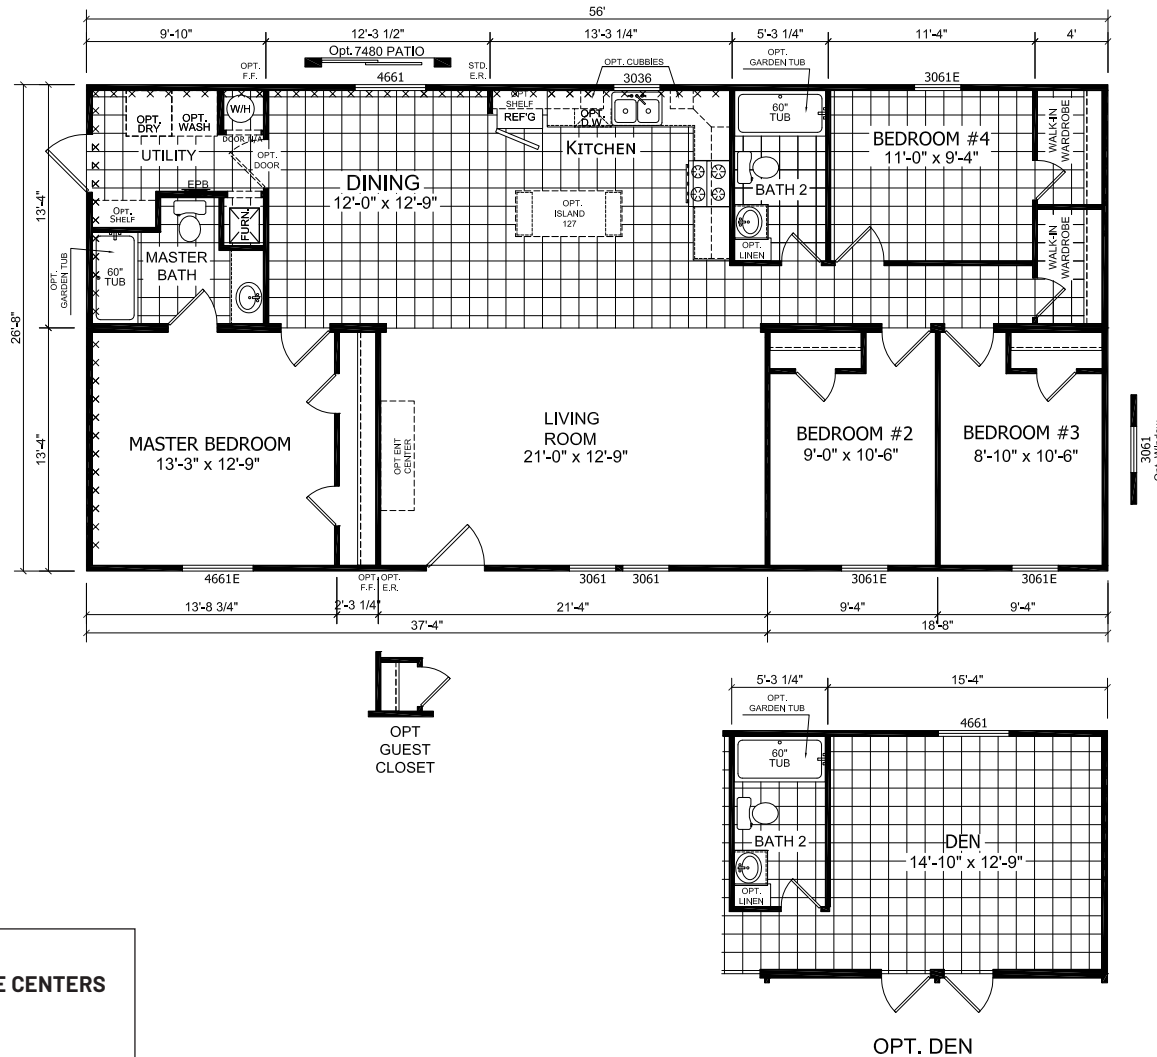 56'
9'-10"
12'-3 1/2"
13'-3 1/4"
5'-3 1/4"
11'-4"
4'
Opt. 7480 PATIO
OPT.
F.F.
4661
STD.
E.R.
OPT. CUBBIES
3036
OPT.
GARDEN TUB
3061E
OPT.
DRY
OPT.
WASH
W/H
DOOR N/A
OPT.
DOOR
UTILITY
EPB
OPT.
SHELF
FURN.
MASTER
BATH
60"
TUB
OPT.
GARDEN TUB
DINING
12'-0" x 12'-9"
OPT
SHELF
REF'G
OPT.
D.W.
KITCHEN
OPT.
ISLAND
127
60"
TUB
BATH 2
OPT.
LINEN
BEDROOM #4
11'-0" x 9'-4"
WALK-IN
WARDROBE
WALK-IN
WARDROBE
13'-4"
26'-8"
13'-4"
MASTER BEDROOM
13'-3" x 12'-9"
OPT ENT
CENTER
LIVING
ROOM
21'-0" x 12'-9"
BEDROOM #2
9'-0" x 10'-6"
BEDROOM #3
8'-10" x 10'-6"
3061
Opt. Window
4661E
OPT.
F.F.
OPT.
E.R.
3061
3061
3061E
3061E
13'-8 3/4"
2'-3 1/4"
21'-4"
9'-4"
9'-4"
37'-4"
18'-8"
OPT
GUEST
CLOSET
5'-3 1/4"
15'-4"
OPT.
GARDEN TUB
4661
60"
TUB
BATH 2
OPT.
LINEN
DEN
14'-10" x 12'-9"
OPT. DEN
E CENTERS